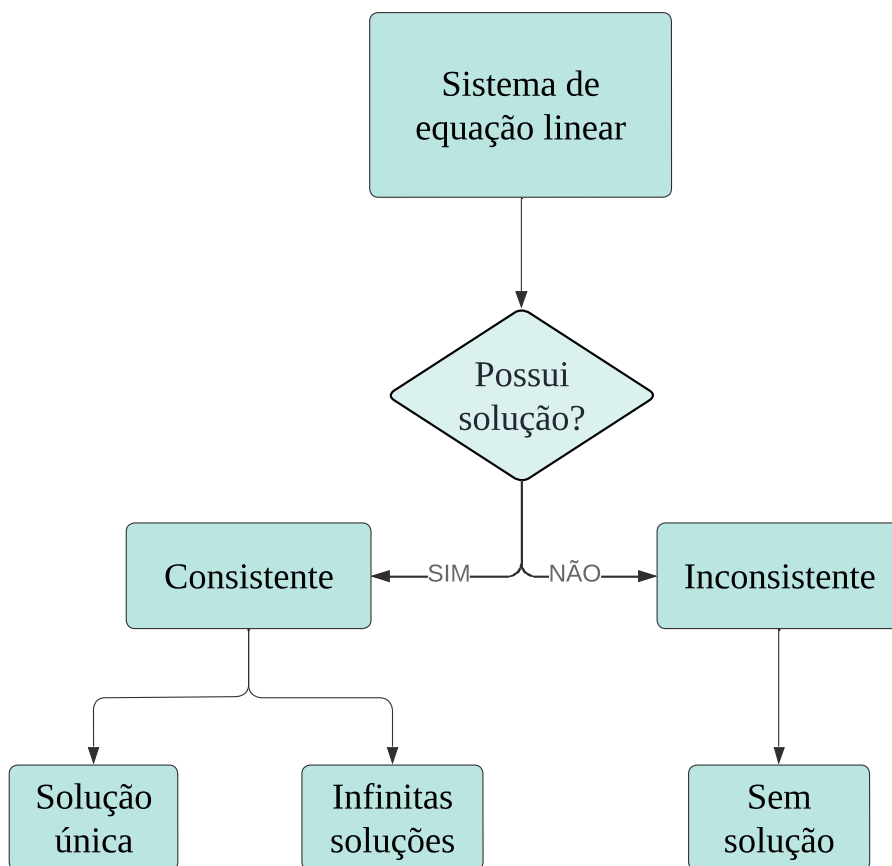 Sistema de
equação linear
Possui
solução?
SIM
NÃO
Consistente
Inconsistente
Solução
única
Infinitas
soluções
Sem
solução